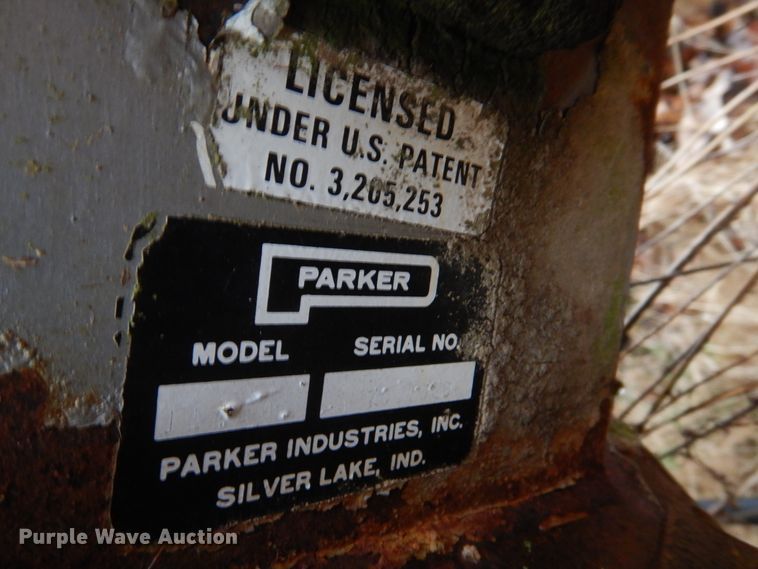 LICENSED
UNDER U.S. PATENT
NO. 3,205,253
PARKER
MODEL SERIAL NO.
PARKER INDUSTRIES, INC.
SILVER LAKE, IND.
Purple Wave Auction